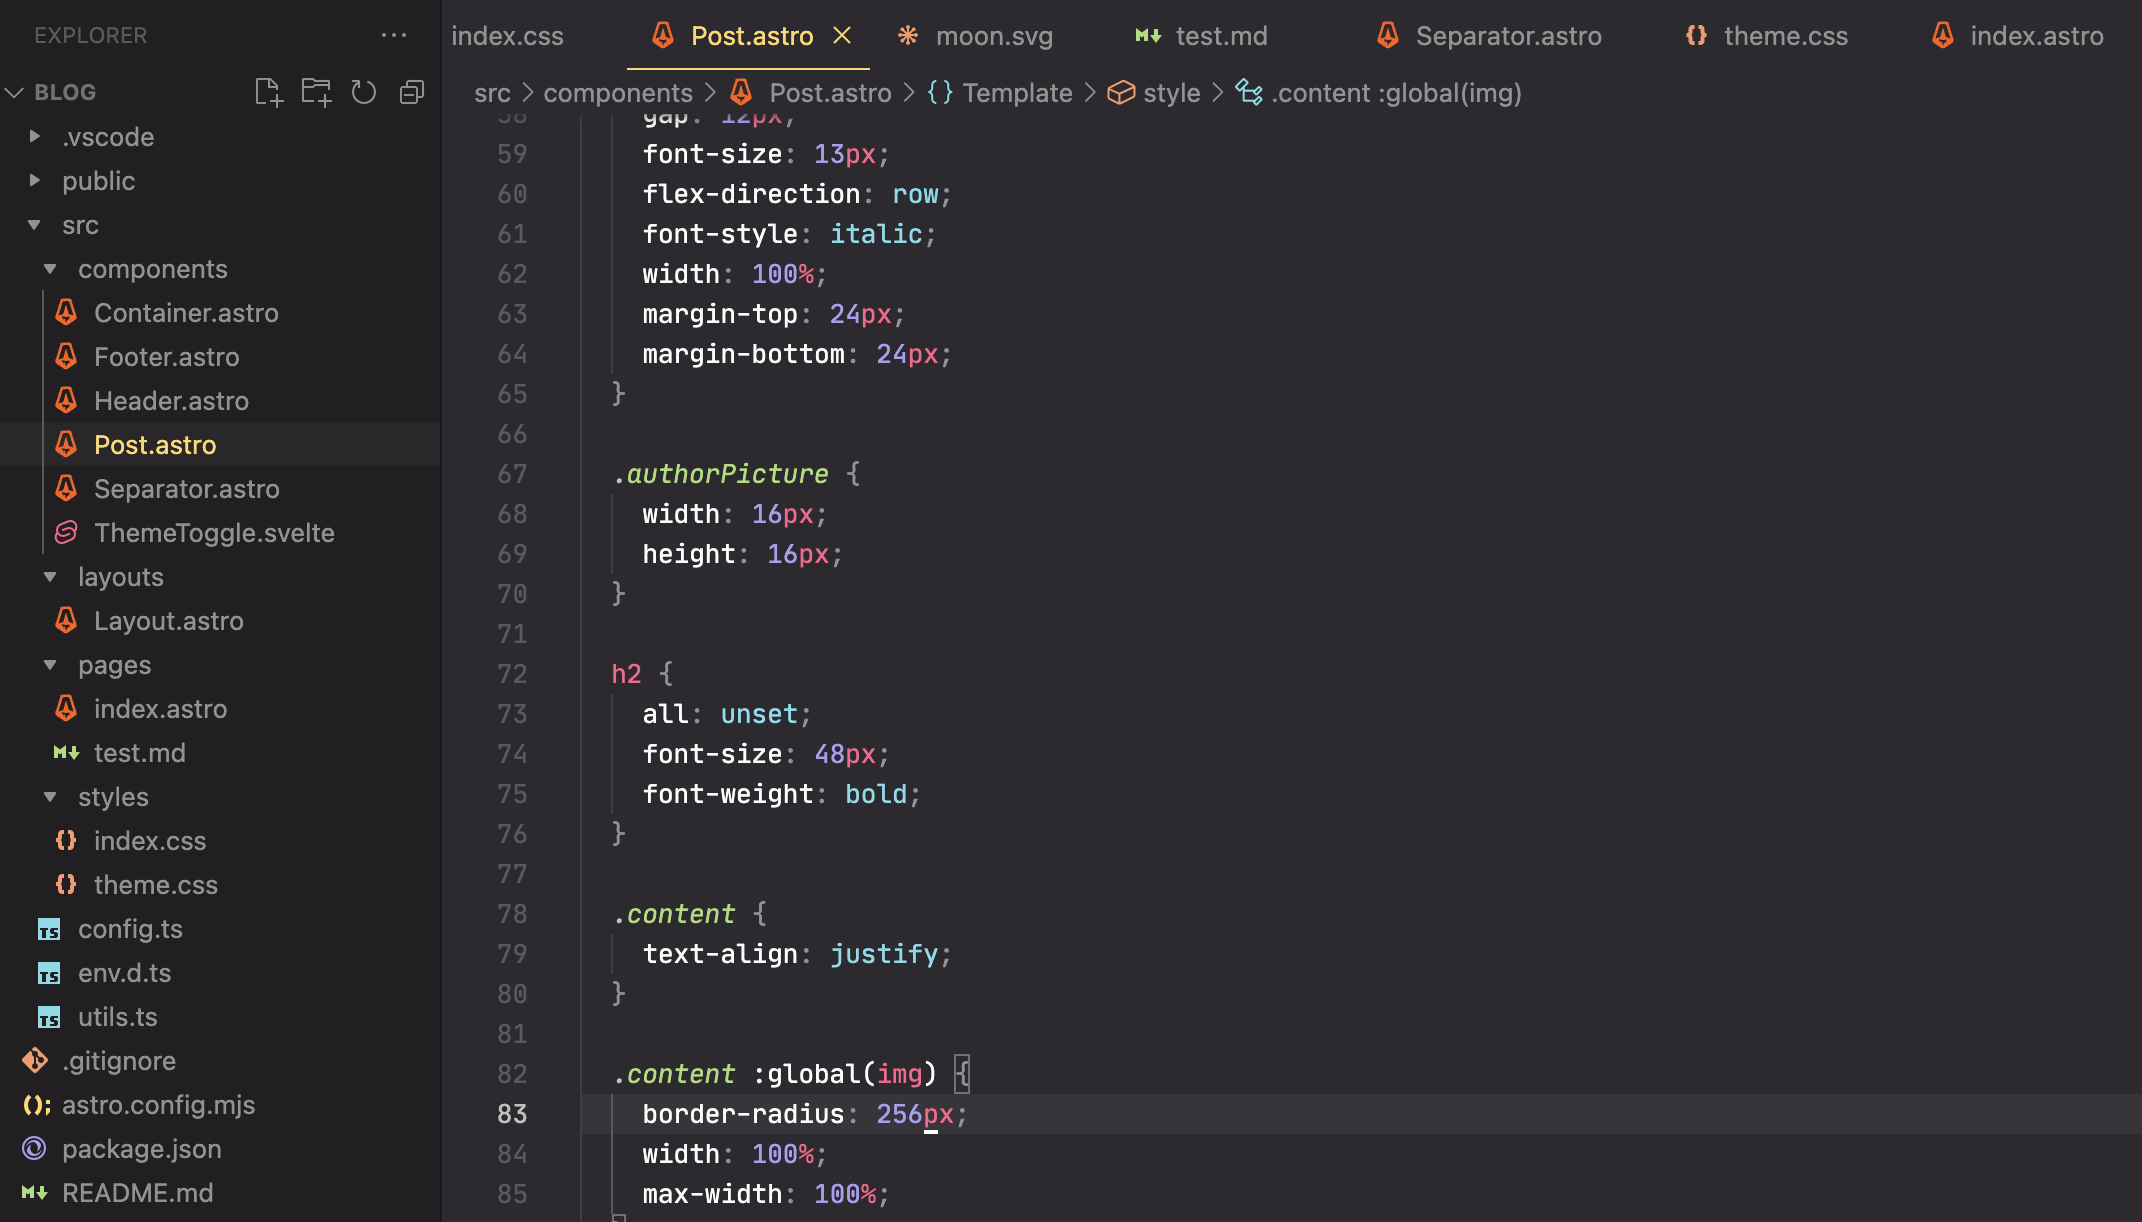 EXPLORER
BLOG
.vscode
public
src
components
Container.astro
Footer.astro
Header.astro
Post.astro
Separator.astro
ThemeToggle.svelte
layouts
Layout.astro
pages
index.astro
test.md
styles
index.css
theme.css
config.ts
env.d.ts
utils.ts
.gitignore
astro.config.mjs
package.json
README.md
index.css Post.astro moon.svg test.md Separator.astro theme.css index.astro
src > components > Post.astro > {} Template > style > .content :global(img)
58 gap: 12px;
59 font-size: 13px;
60 flex-direction: row;
61 font-style: italic;
62 width: 100%;
63 margin-top: 24px;
64 margin-bottom: 24px;
65 }
66
67 .authorPicture {
68 width: 16px;
69 height: 16px;
70 }
71
72 h2 {
73 all: unset;
74 font-size: 48px;
75 font-weight: bold;
76 }
77
78 .content {
79 text-align: justify;
80 }
81
82 .content :global(img) {
83 border-radius: 256px;
84 width: 100%;
85 max-width: 100%;